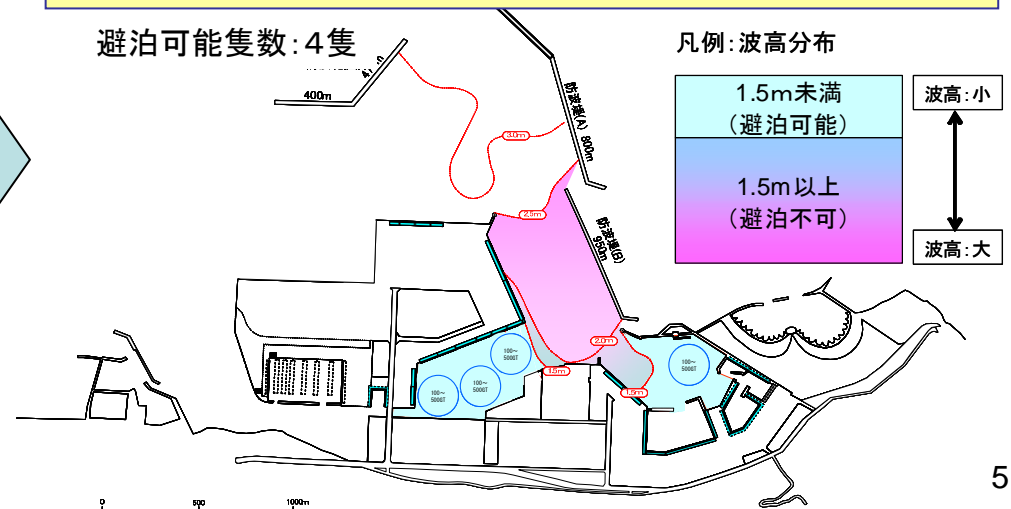 避泊可能隻数:4隻
凡例:波高分布
1.5m未満
(避泊可能)
1.5m以上
(避泊不可)
波高:小
波高:大
400m
防波堤(A) 800m
防波堤(B)
950m
3.0m
2.5m
2.0m
1.5m
1.5m
100~
500GT
100~
500GT
100~
500GT
100~
500GT
0 500 1000m
5